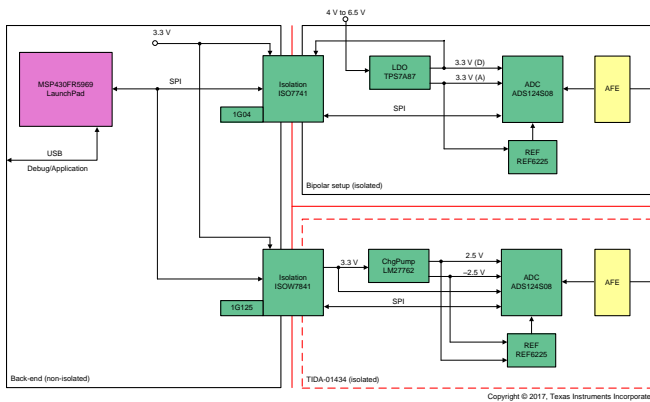 4 V to 6.5 V
3.3 V
MSP430FR5969
LaunchPad
SPI
Isolation
ISO7741
1G04
LDO
TPS7A87
3.3 V (D)
3.3 V (A)
ADC
ADS124S08
AFE
SPI
USB
Debug/Application
REF
REF6225
Bipolar setup (isolated)
Isolation
ISOW7841
1G125
3.3 V
ChgPump
LM27762
2.5 V
–2.5 V
ADC
ADS124S08
AFE
SPI
REF
REF6225
Back-end (non-isolated)
TIDA-01434 (isolated)
Copyright © 2017, Texas Instruments Incorporate